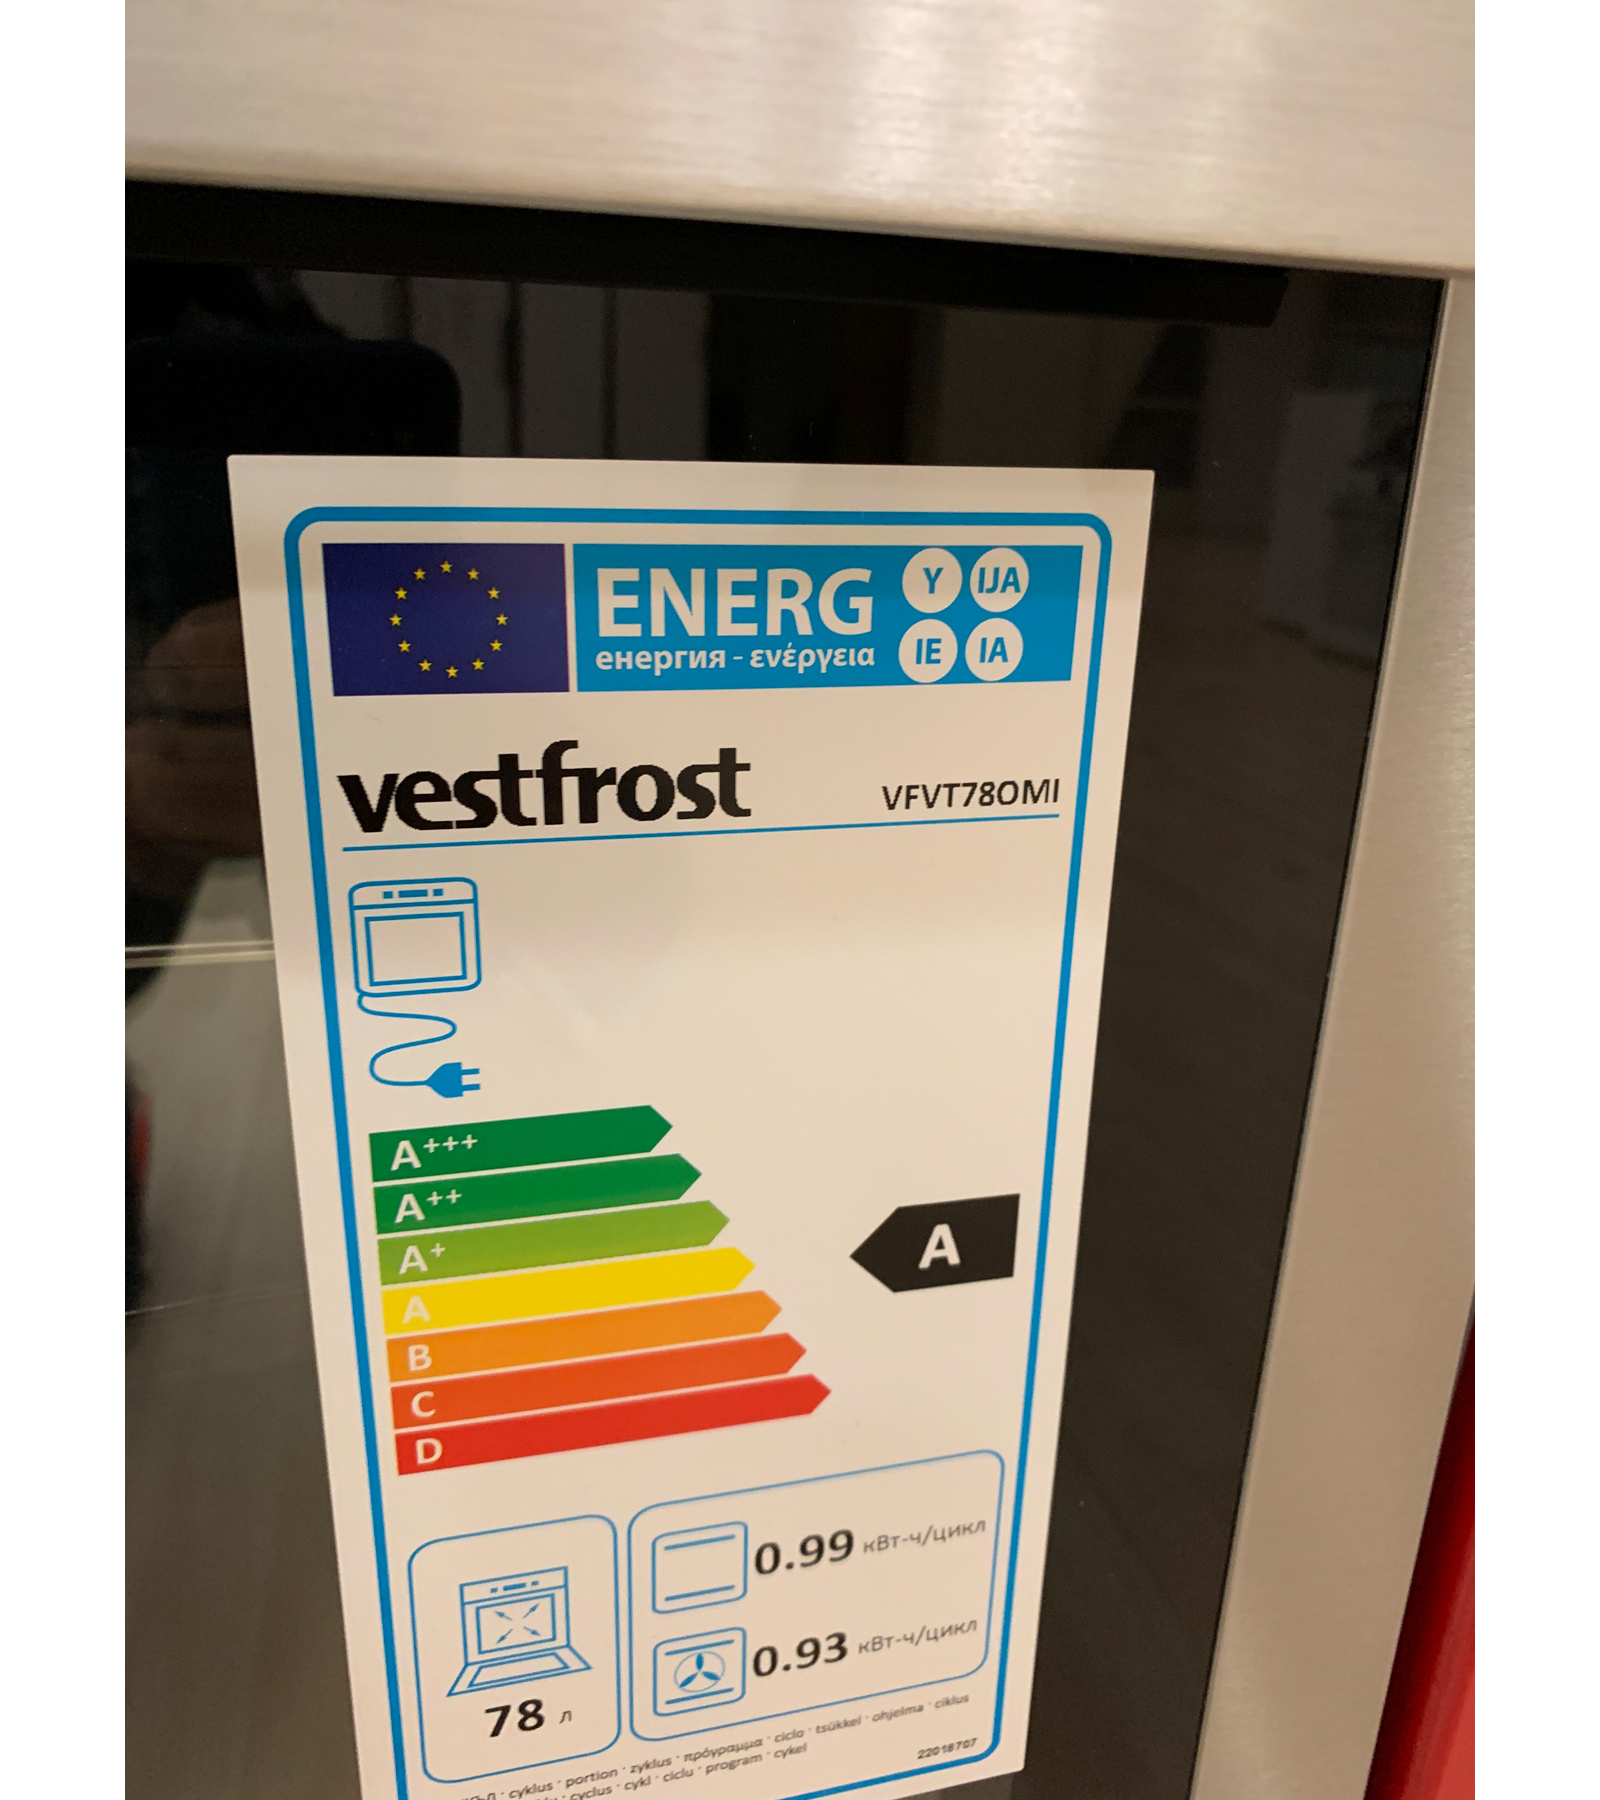 ENERG Y IJA
енергия - ενέργεια IE IA
vestfrost VFVT78OMI
A+++
A++
A+
A
A
B
C
D
0.99 кВт-ч/цикл
0.93 кВт-ч/цикл
78 л
cyklus · portion · zyklus · πρόγραμμα · ciclo · tsükkel · ohjelma · ciklus
cyclus · cykl · ciclu · program · cykel
22018707